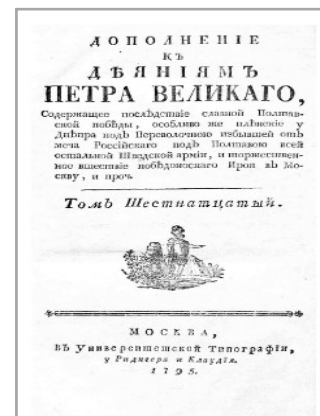 ДОПОЛНЕНІЕ
КЪ
ДѢЯНІЯМЪ
ПЕТРА ВЕЛИКАГО,
Содержащее послѣдствіе славной Полтав-
ской побѣды, особливо же плѣненіе у
Днѣпра подъ Переволочною избывшей отъ
меча Россійскаго подъ Полтавою всей
остальной Шведской арміи, и торжествен-
ное вшествіе побѣдоноснаго Ироя въ Мо-
скву, и проч.
Томъ Шестнатцатый.
МОСКВА,
ВЪ Университетской Типографіи,
у Ридигера и Клаудія.
1795.